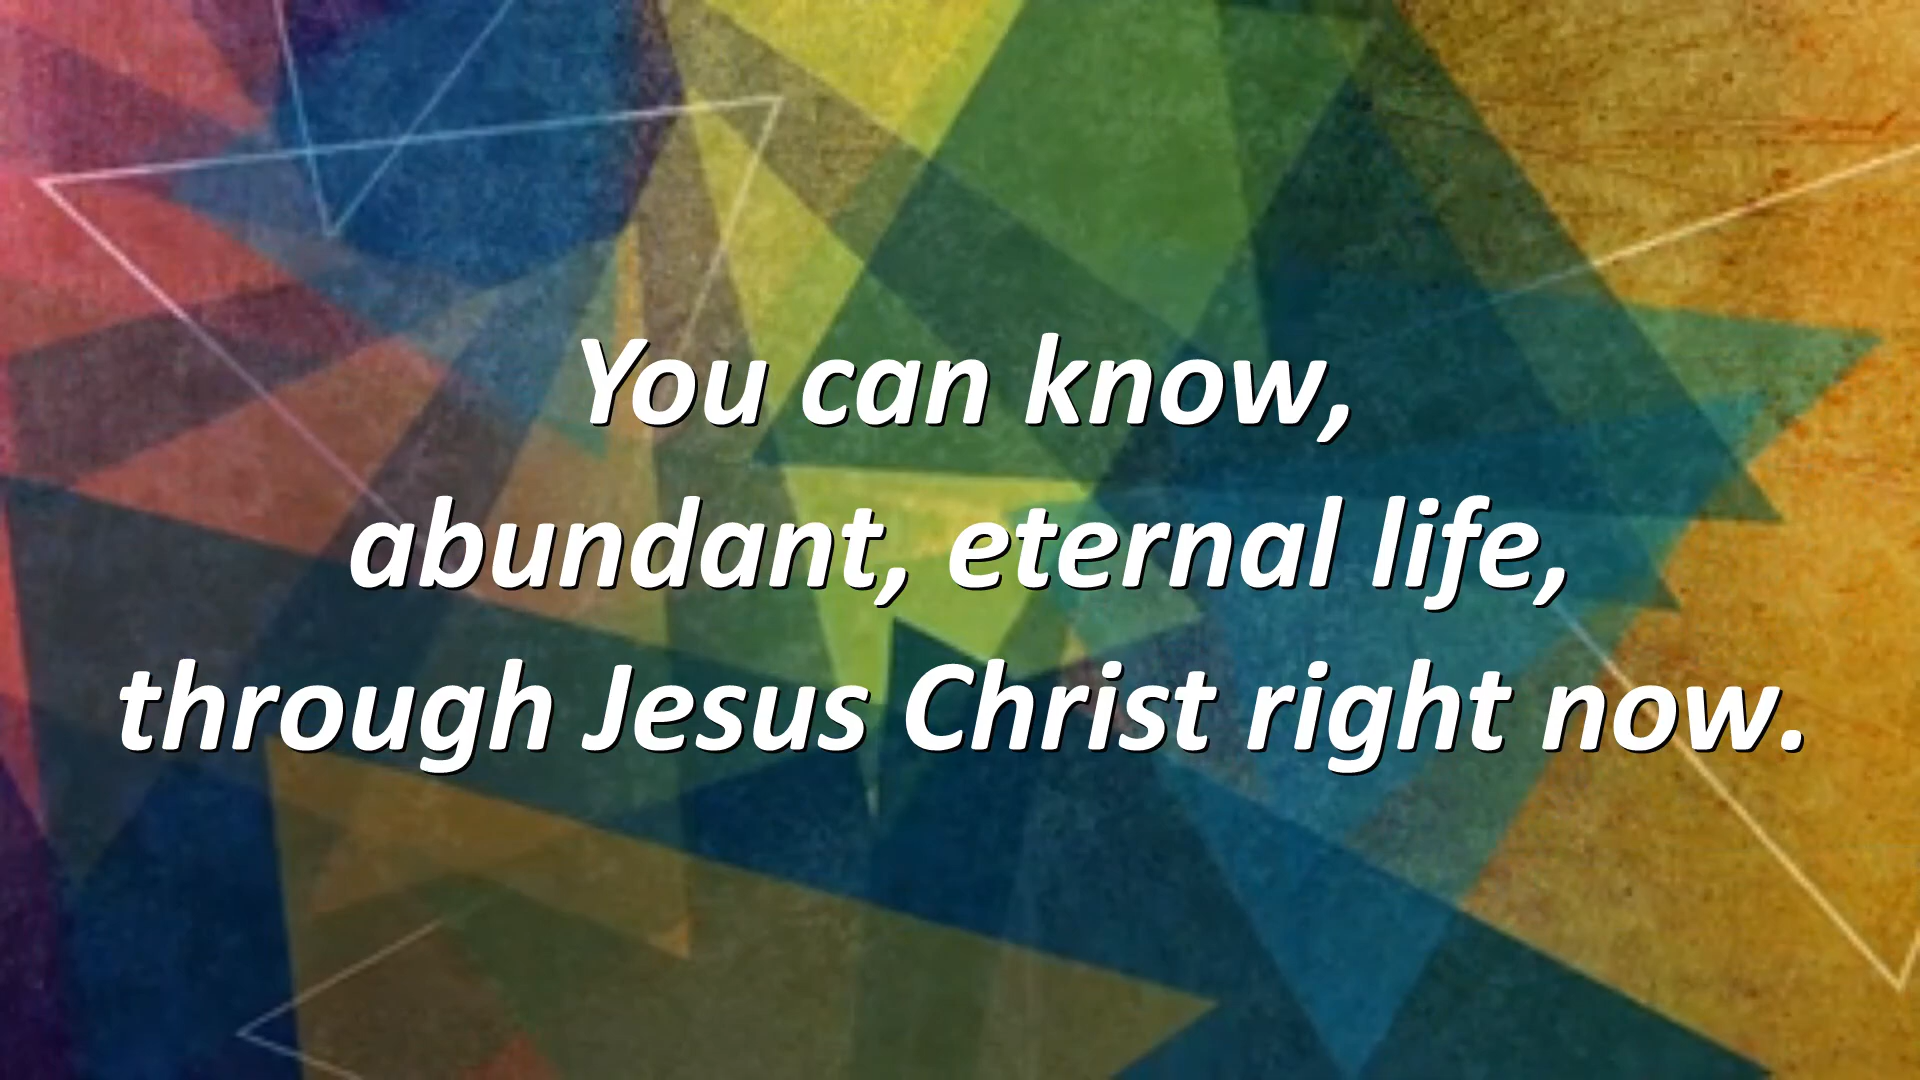 You can know,
abundant, eternal life,
through Jesus Christ right now.